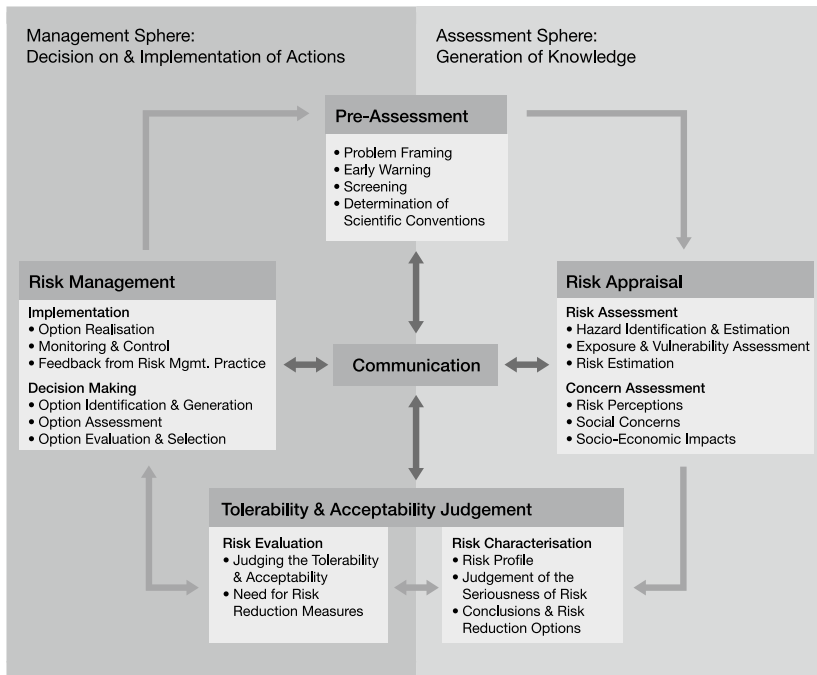 Management Sphere:
Decision on & Implementation of Actions
Assessment Sphere:
Generation of Knowledge
Pre-Assessment
• Problem Framing
• Early Warning
• Screening
• Determination of
Scientific Conventions
Risk Management
Implementation
• Option Realisation
• Monitoring & Control
• Feedback from Risk Mgmt. Practice
Decision Making
• Option Identification & Generation
• Option Assessment
• Option Evaluation & Selection
Communication
Risk Appraisal
Risk Assessment
• Hazard Identification & Estimation
• Exposure & Vulnerability Assessment
• Risk Estimation
Concern Assessment
• Risk Perceptions
• Social Concerns
• Socio-Economic Impacts
Tolerability & Acceptability Judgement
Risk Evaluation
• Judging the Tolerability
& Acceptability
• Need for Risk
Reduction Measures
Risk Characterisation
• Risk Profile
• Judgement of the
Seriousness of Risk
• Conclusions & Risk
Reduction Options